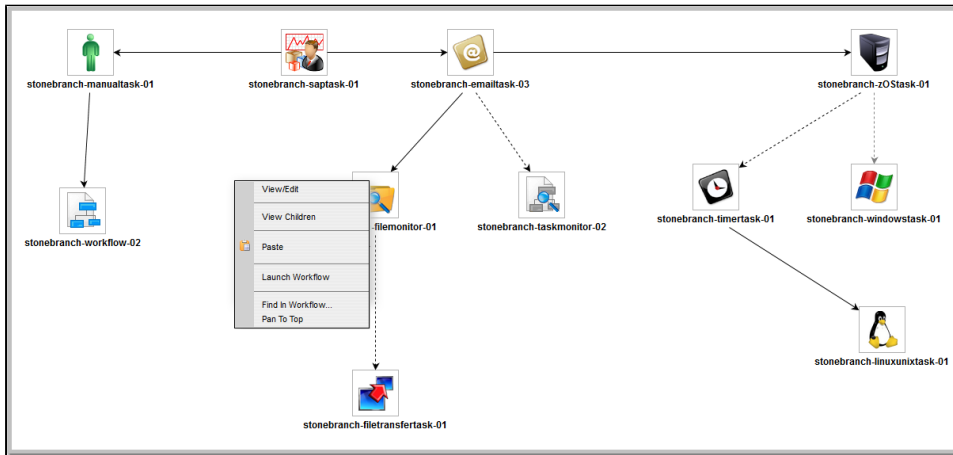 stonebranch-manualtask-01
stonebranch-saptask-01
stonebranch-emailtask-03
stonebranch-zOStask-01
View/Edit
View Children
Paste
Launch Workflow
Find In Workflow...
Pan To Top
stonebranch-workflow-02
-filemonitor-01
stonebranch-taskmonitor-02
stonebranch-timertask-01
stonebranch-windowstask-01
stonebranch-linuxunixtask-01
stonebranch-filetransfertask-01